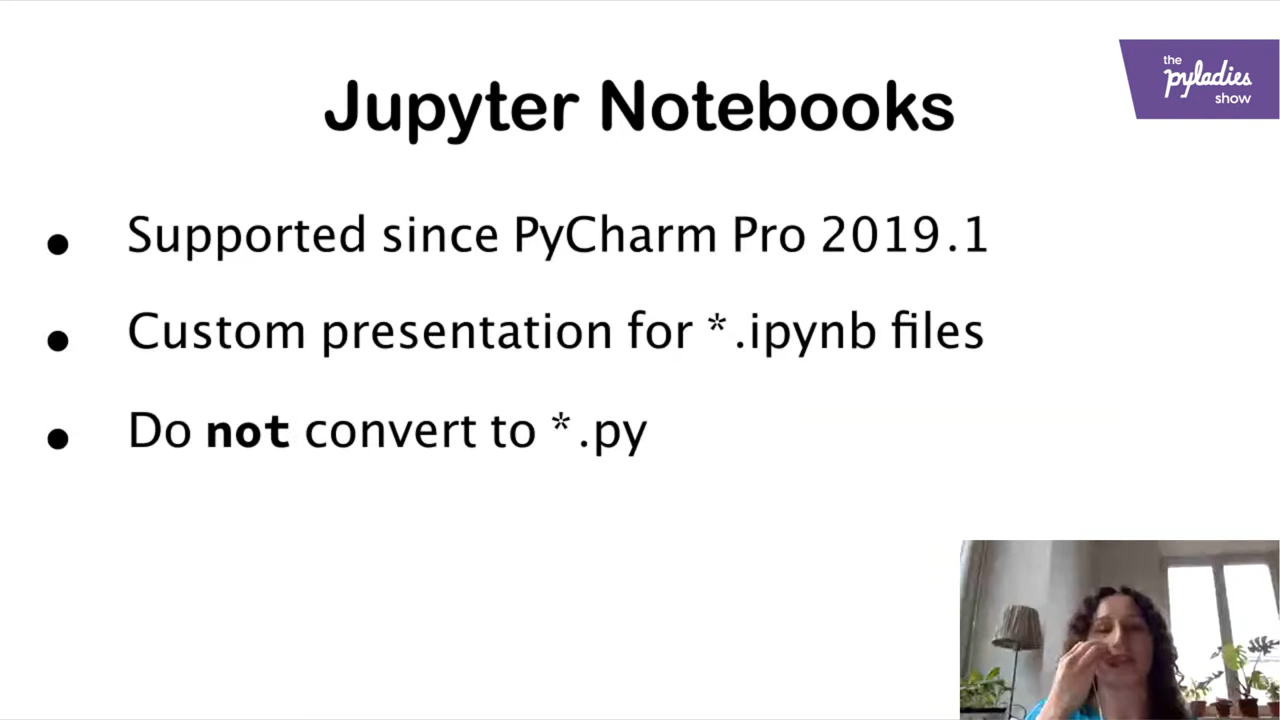 the
pyladies
show
Jupyter Notebooks
• Supported since PyCharm Pro 2019.1
• Custom presentation for *.ipynb files
• Do not convert to *.py